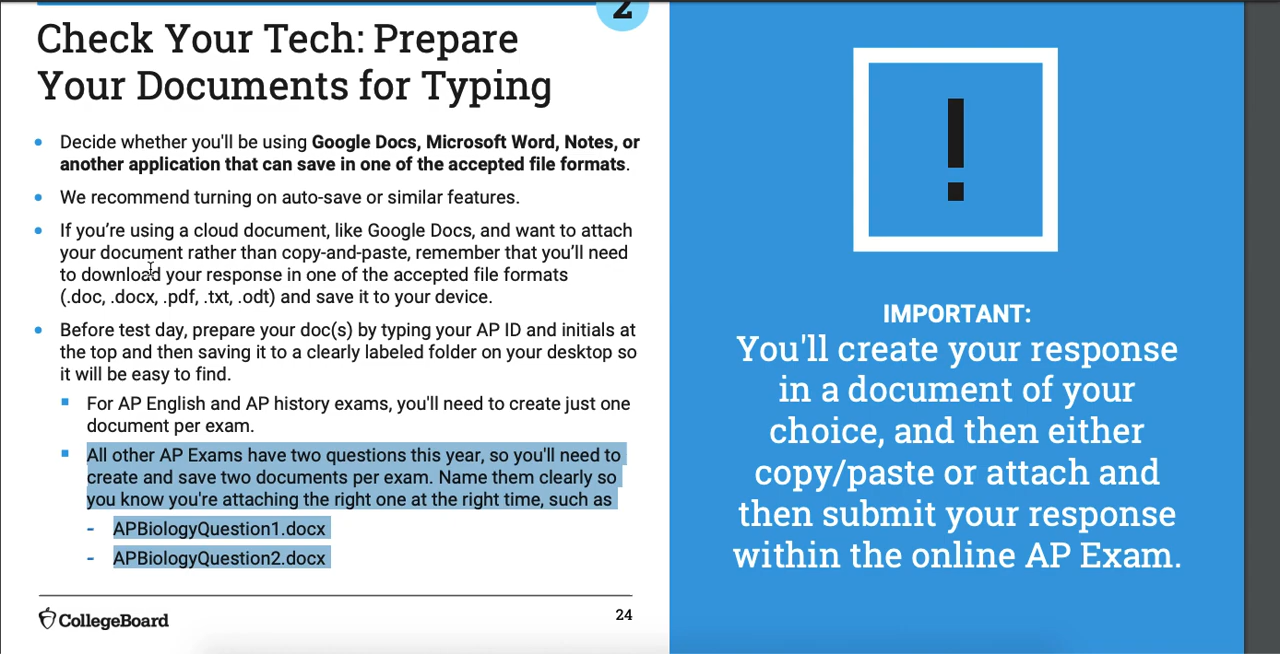 2
Check Your Tech: Prepare
Your Documents for Typing
• Decide whether you'll be using Google Docs, Microsoft Word, Notes, or
another application that can save in one of the accepted file formats.
• We recommend turning on auto-save or similar features.
• If you’re using a cloud document, like Google Docs, and want to attach
your document rather than copy-and-paste, remember that you’ll need
to download your response in one of the accepted file formats
(.doc, .docx, .pdf, .txt, .odt) and save it to your device.
• Before test day, prepare your doc(s) by typing your AP ID and initials at
the top and then saving it to a clearly labeled folder on your desktop so
it will be easy to find.
▪ For AP English and AP history exams, you'll need to create just one
document per exam.
▪ All other AP Exams have two questions this year, so you'll need to
create and save two documents per exam. Name them clearly so
you know you're attaching the right one at the right time, such as
- APBiologyQuestion1.docx
- APBiologyQuestion2.docx
CollegeBoard
24
!
IMPORTANT:
You'll create your response
in a document of your
choice, and then either
copy/paste or attach and
then submit your response
within the online AP Exam.